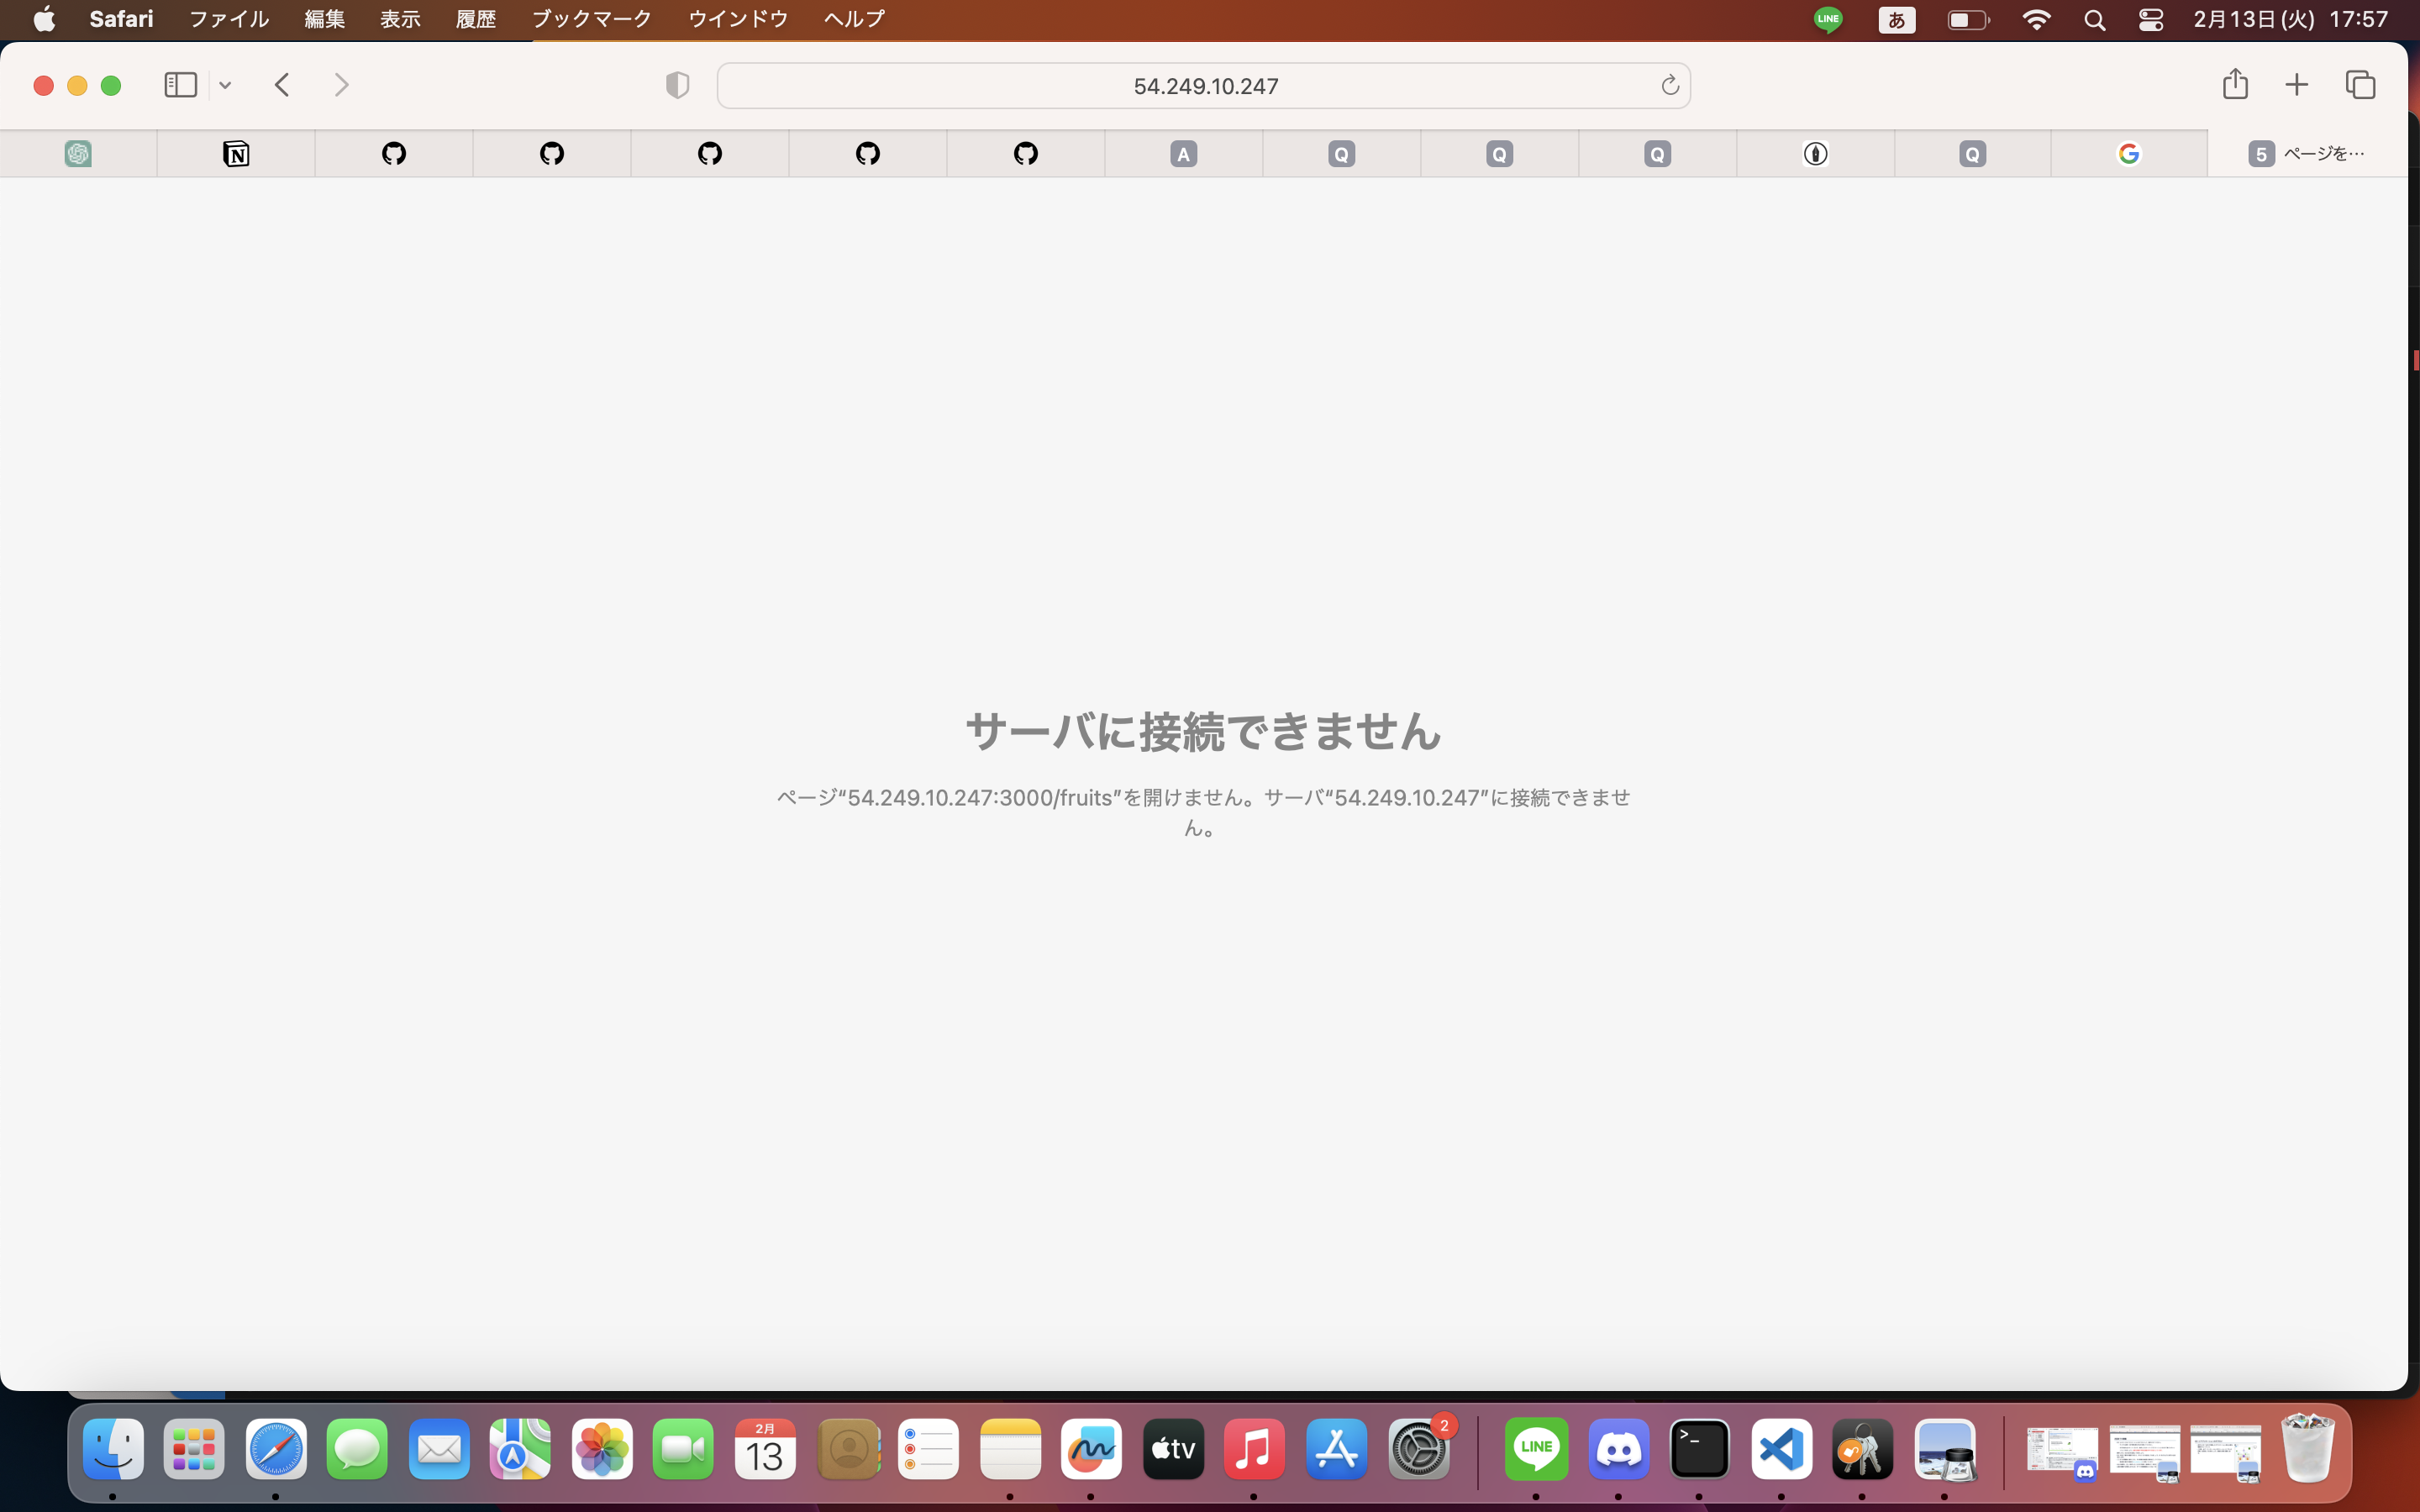 Safari ファイル 編集 表示 履歴 ブックマーク ウインドウ ヘルプ LINE あ 2月13日(火) 17:57
54.249.10.247
N A Q Q Q Q G 5 ページを…
サーバに接続できません
ページ“54.249.10.247:3000/fruits”を開けません。サーバ“54.249.10.247”に接続できませ
ん。
2月
13
tv
2
LINE
>_